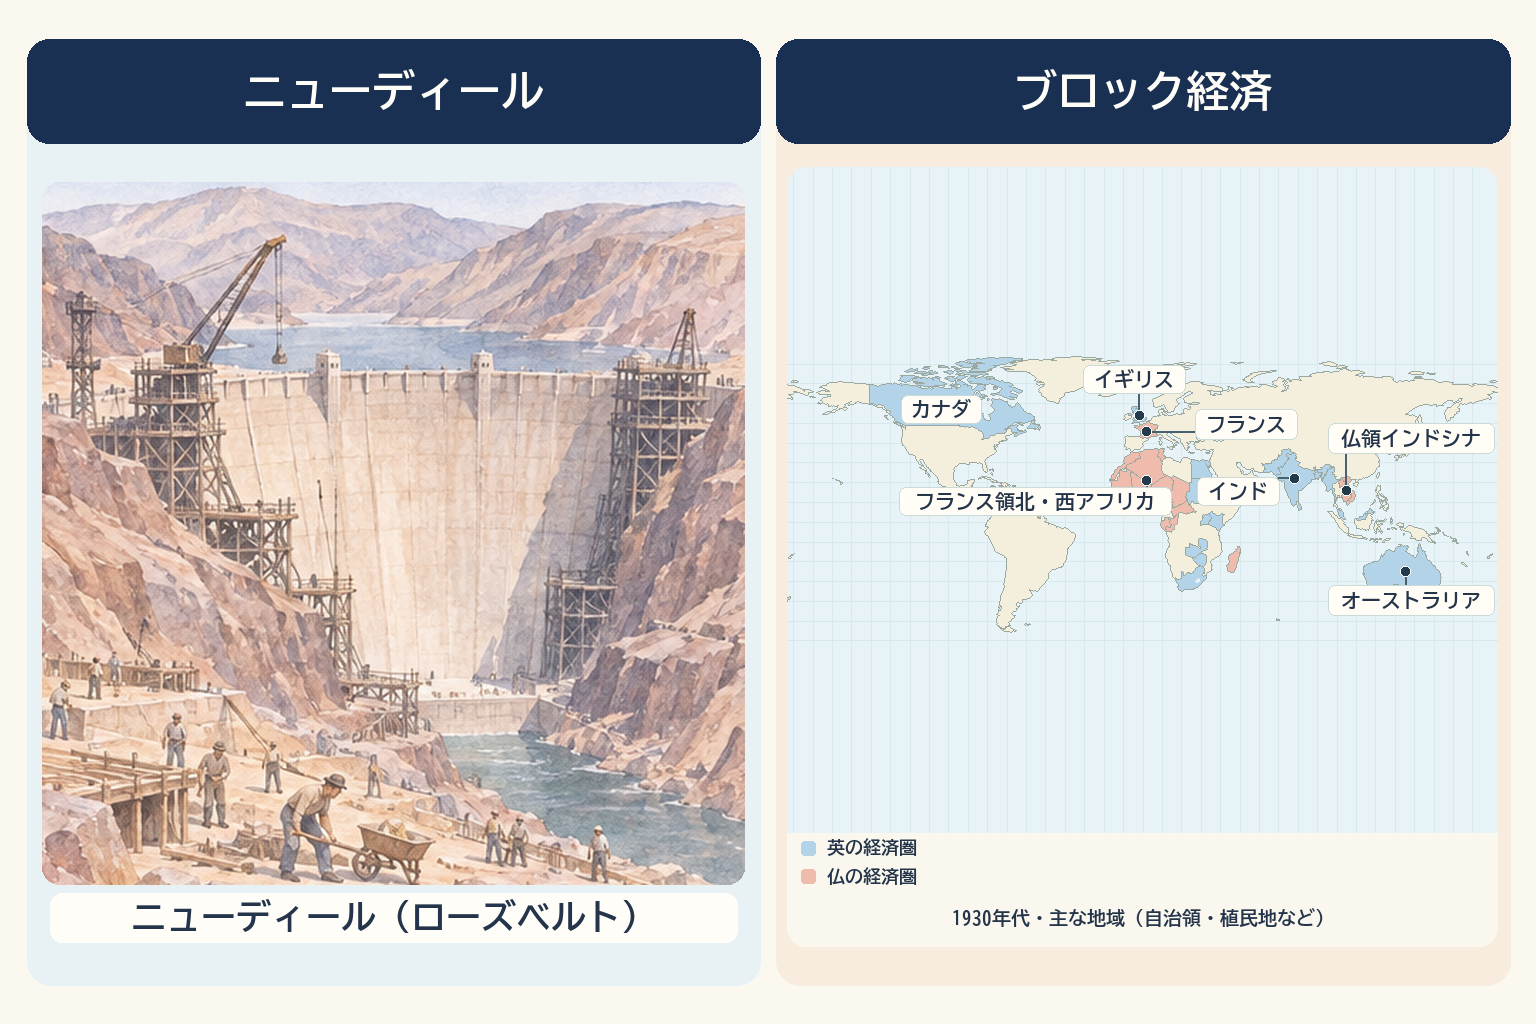 ニューディール
ニューディール（ローズベルト）
ブロック経済
イギリス
カナダ
フランス
仏領インドシナ
インド
フランス領北・西アフリカ
オーストラリア
英の経済圏
仏の経済圏
1930年代・主な地域（自治領・植民地など）